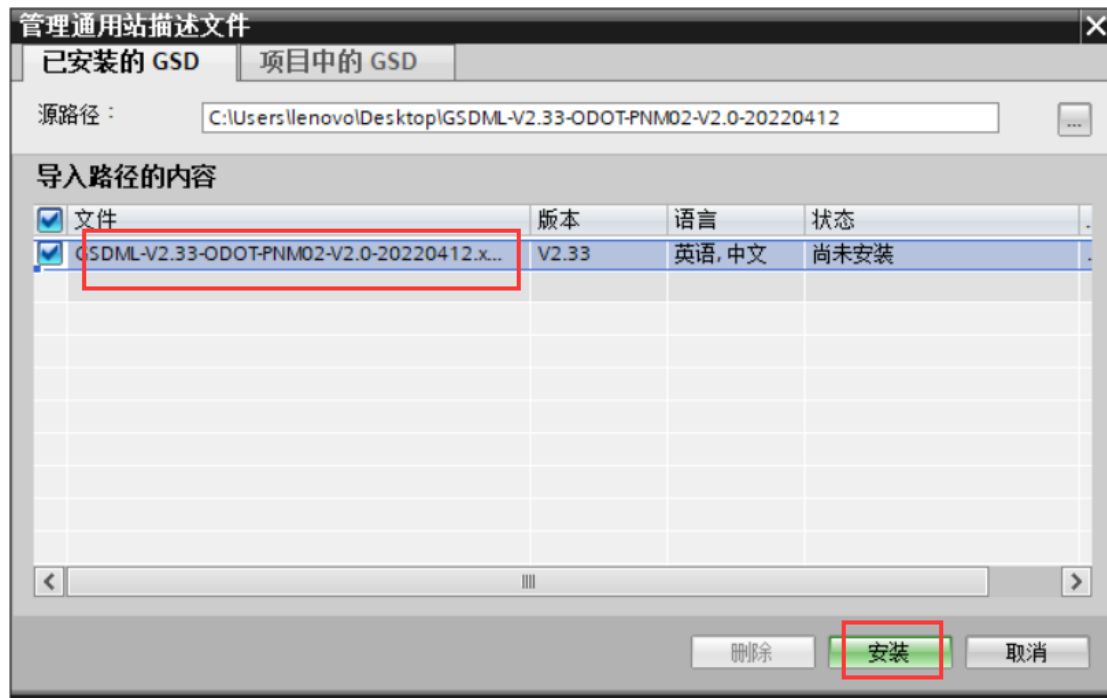 管理通用站描述文件
已安装的 GSD 项目中的 GSD
源路径： C:\Users\lenovo\Desktop\GSDML-V2.33-ODOT-PNM02-V2.0-20220412 ...
导入路径的内容
文件 版本 语言 状态 .
GSDML-V2.33-ODOT-PNM02-V2.0-20220412.x... V2.33 英语, 中文 尚未安装 .
删除 安装 取消